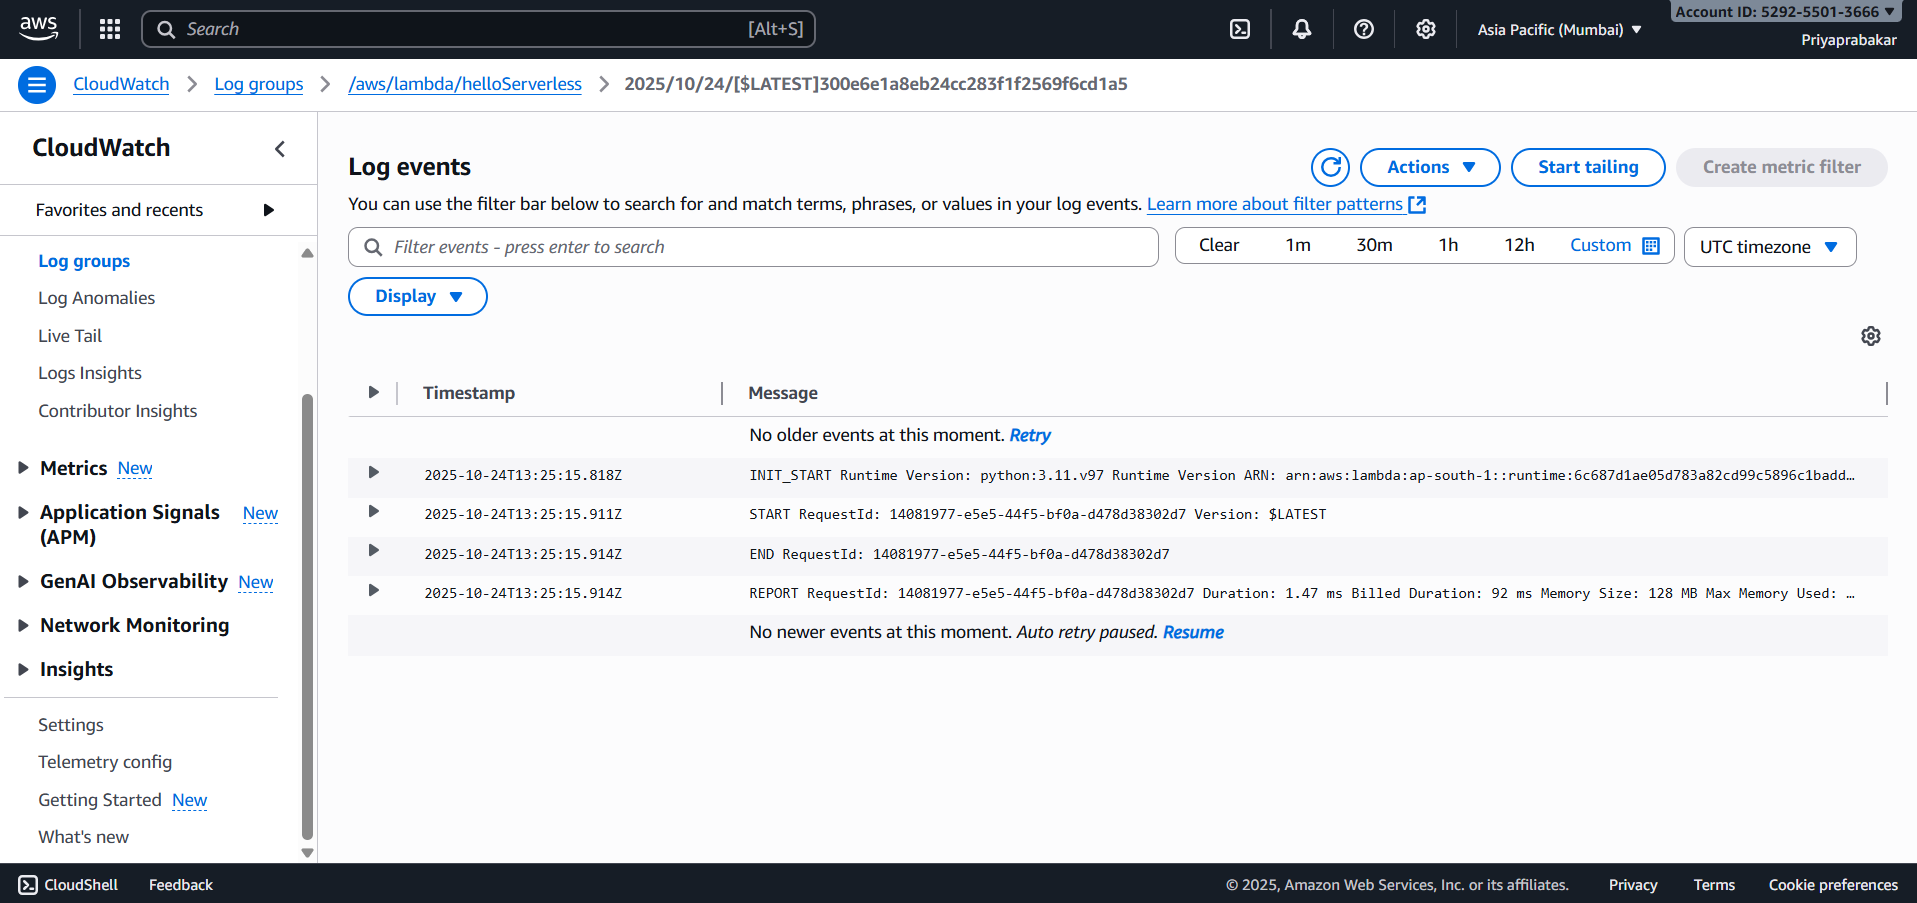 aws
Search [Alt+S]
Asia Pacific (Mumbai)
Account ID: 5292-5501-3666
Priyaprabakar
CloudWatch
Log groups
/aws/lambda/helloServerless
2025/10/24/[$LATEST]300e6e1a8eb24cc283f1f2569f6cd1a5
CloudWatch
Favorites and recents
Log groups
Log Anomalies
Live Tail
Logs Insights
Contributor Insights
Metrics New
Application Signals (APM) New
GenAI Observability New
Network Monitoring
Insights
Settings
Telemetry config
Getting Started New
What's new
Log events
Actions
Start tailing
Create metric filter
You can use the filter bar below to search for and match terms, phrases, or values in your log events. Learn more about filter patterns
Filter events - press enter to search
Clear 1m 30m 1h 12h Custom
UTC timezone
Display
Timestamp Message
No older events at this moment. Retry
2025-10-24T13:25:15.818Z INIT_START Runtime Version: python:3.11.v97 Runtime Version ARN: arn:aws:lambda:ap-south-1::runtime:6c687d1ae05d783a82cd99c5896c1badd…
2025-10-24T13:25:15.911Z START RequestId: 14081977-e5e5-44f5-bf0a-d478d38302d7 Version: $LATEST
2025-10-24T13:25:15.914Z END RequestId: 14081977-e5e5-44f5-bf0a-d478d38302d7
2025-10-24T13:25:15.914Z REPORT RequestId: 14081977-e5e5-44f5-bf0a-d478d38302d7 Duration: 1.47 ms Billed Duration: 92 ms Memory Size: 128 MB Max Memory Used: …
No newer events at this moment. Auto retry paused. Resume
CloudShell
Feedback
© 2025, Amazon Web Services, Inc. or its affiliates.
Privacy
Terms
Cookie preferences